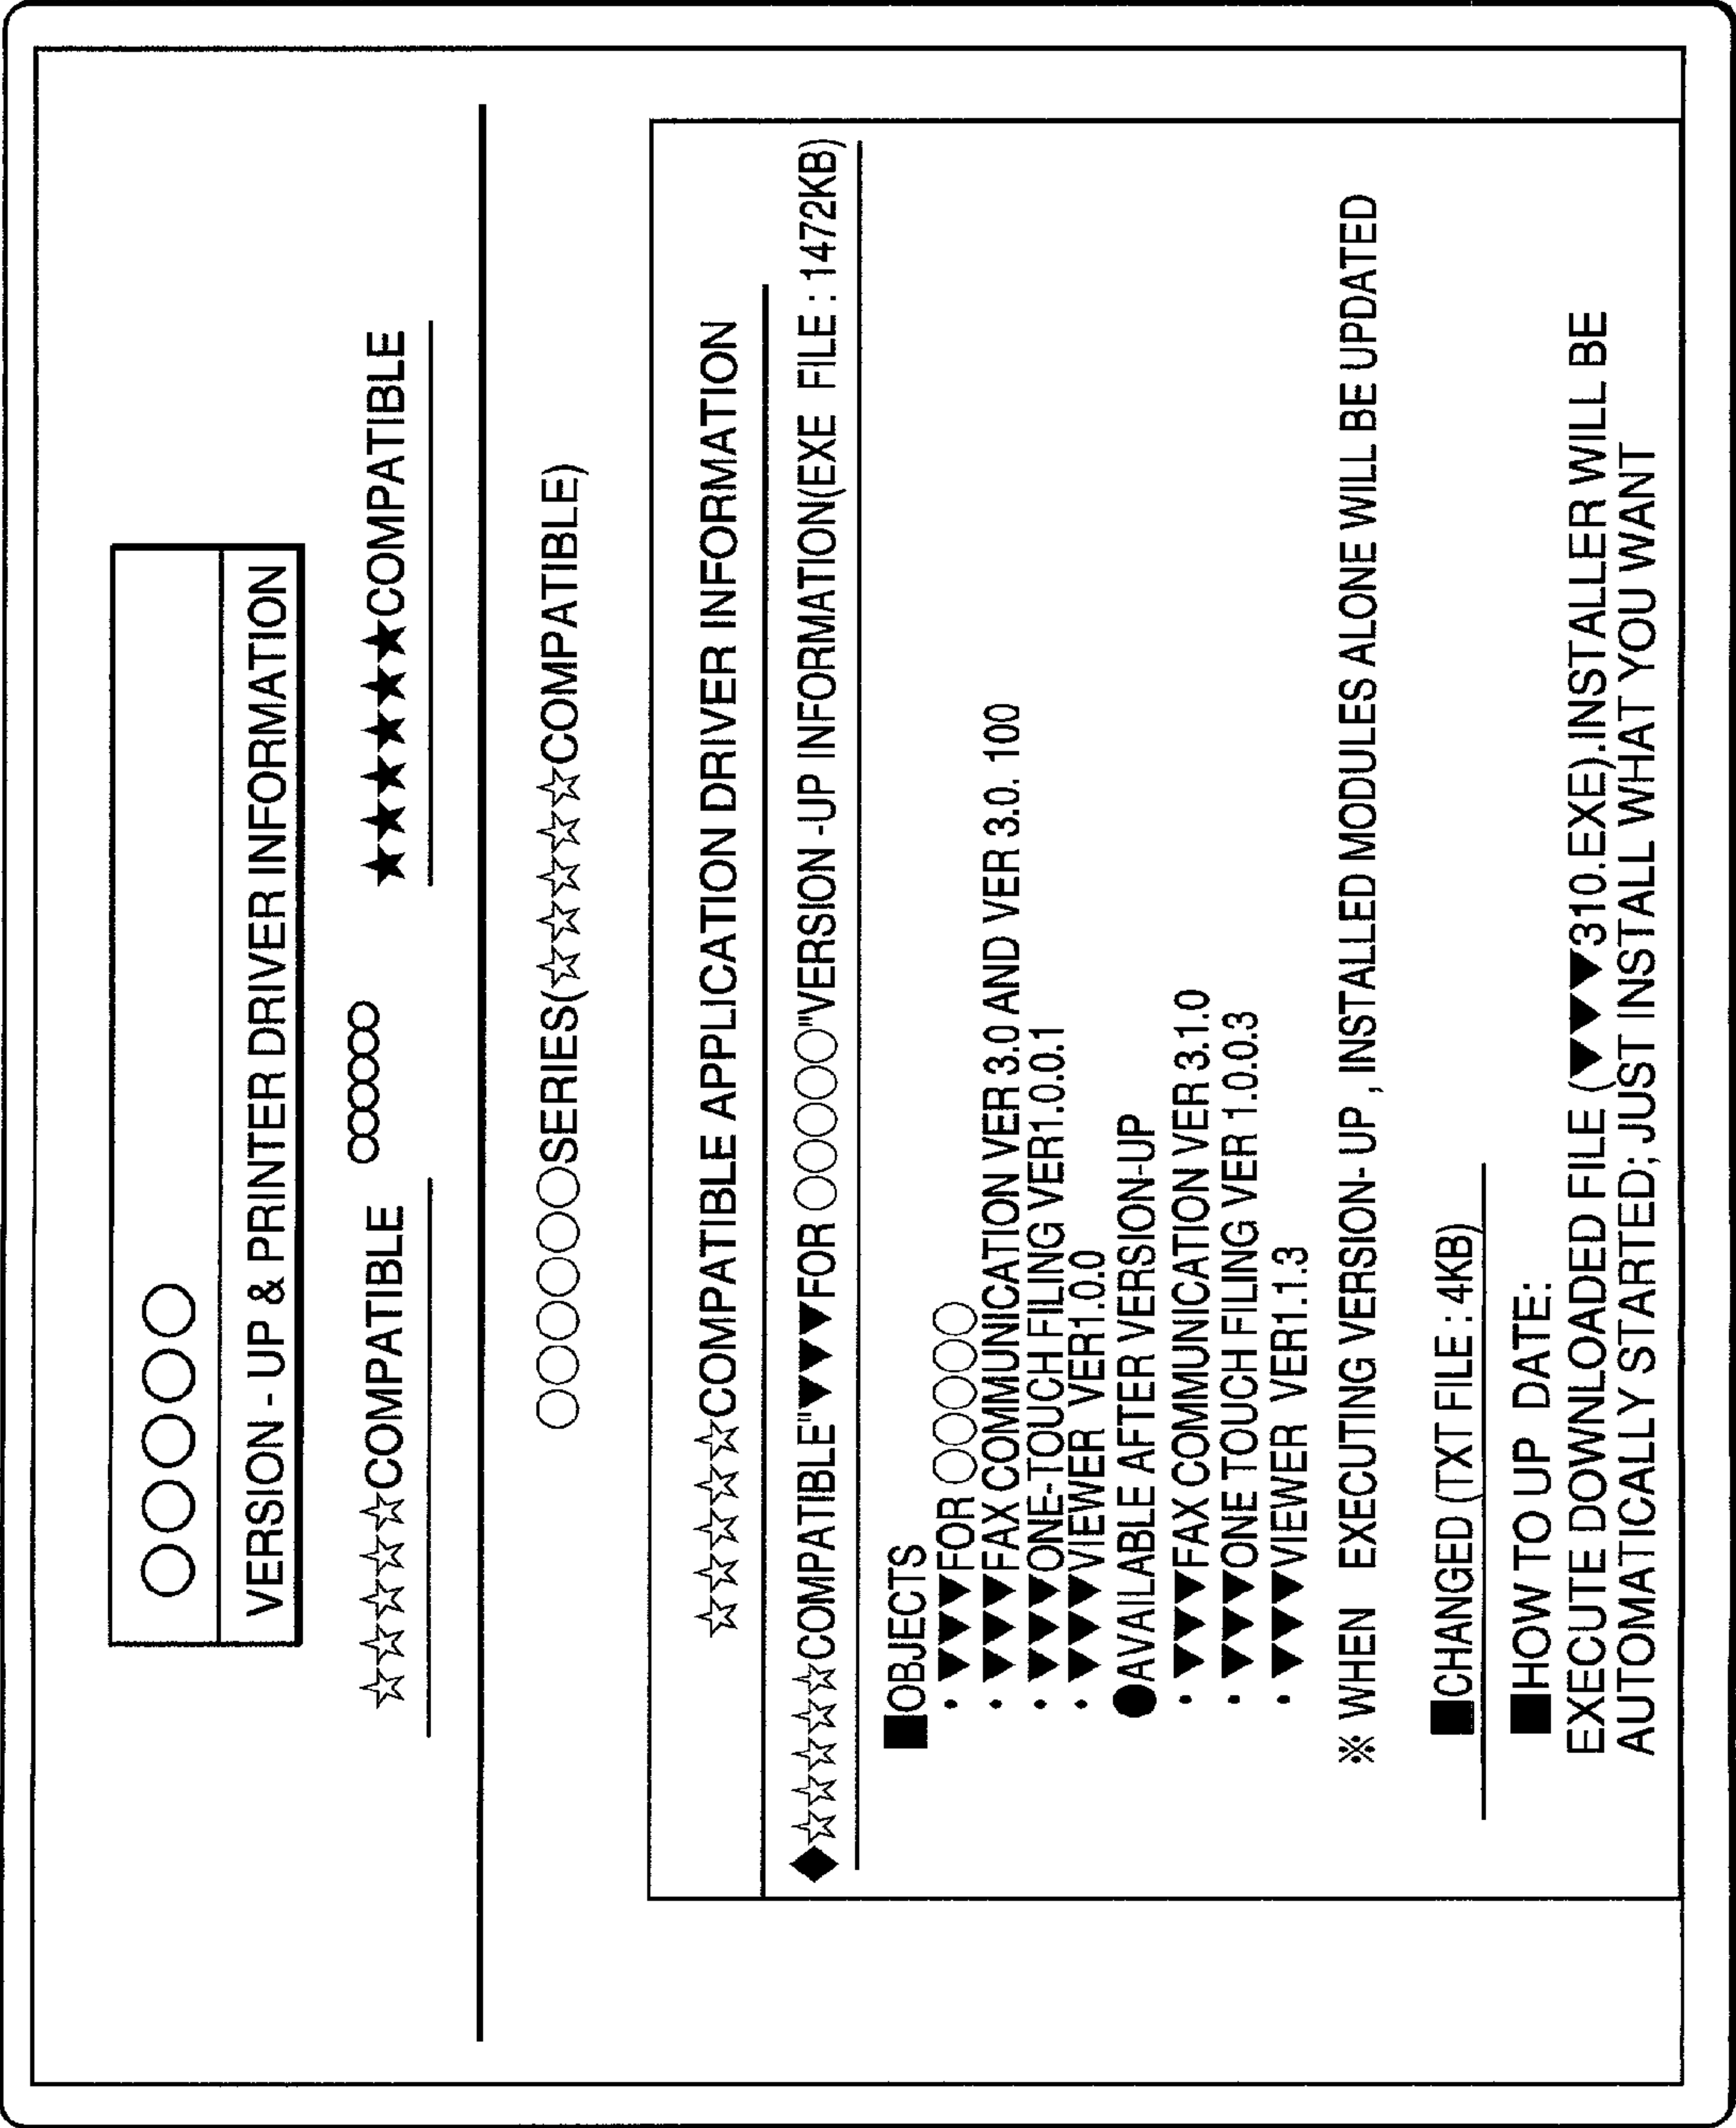 ○○○○○
VERSION - UP & PRINTER DRIVER INFORMATION
☆☆☆☆☆COMPATIBLE ○○○○○○ ★★★★★★COMPATIBLE
○○○○○○SERIES(☆☆☆☆☆COMPATIBLE)
☆☆☆☆☆COMPATIBLE APPLICATION DRIVER INFORMATION
◆☆☆☆☆☆COMPATIBLE"▼▼▼FOR ○○○○○"VERSION -UP INFORMATION(EXE FILE : 1472KB)
■OBJECTS
・▼▼▼FOR ○○○○○
・▼▼▼FAX COMMUNICATION VER 3.0 AND VER 3.0. 100
・▼▼▼ONE-TOUCH FILING VER1.0.0.1
・▼▼▼VIEWER VER1.0.0
●AVAILABLE AFTER VERSION-UP
・▼▼▼FAX COMMUNICATION VER 3.1.0
・▼▼▼ONE TOUCH FILING VER 1.0.0.3
・▼▼▼VIEWER VER1.1.3
※ WHEN EXECUTING VERSION- UP , INSTALLED MODULES ALONE WILL BE UPDATED
■CHANGED (TXT FILE : 4KB)
■HOW TO UP DATE:
EXECUTE DOWNLOADED FILE (▼▼▼310.EXE).INSTALLER WILL BE
AUTOMATICALLY STARTED; JUST INSTALL WHAT YOU WANT